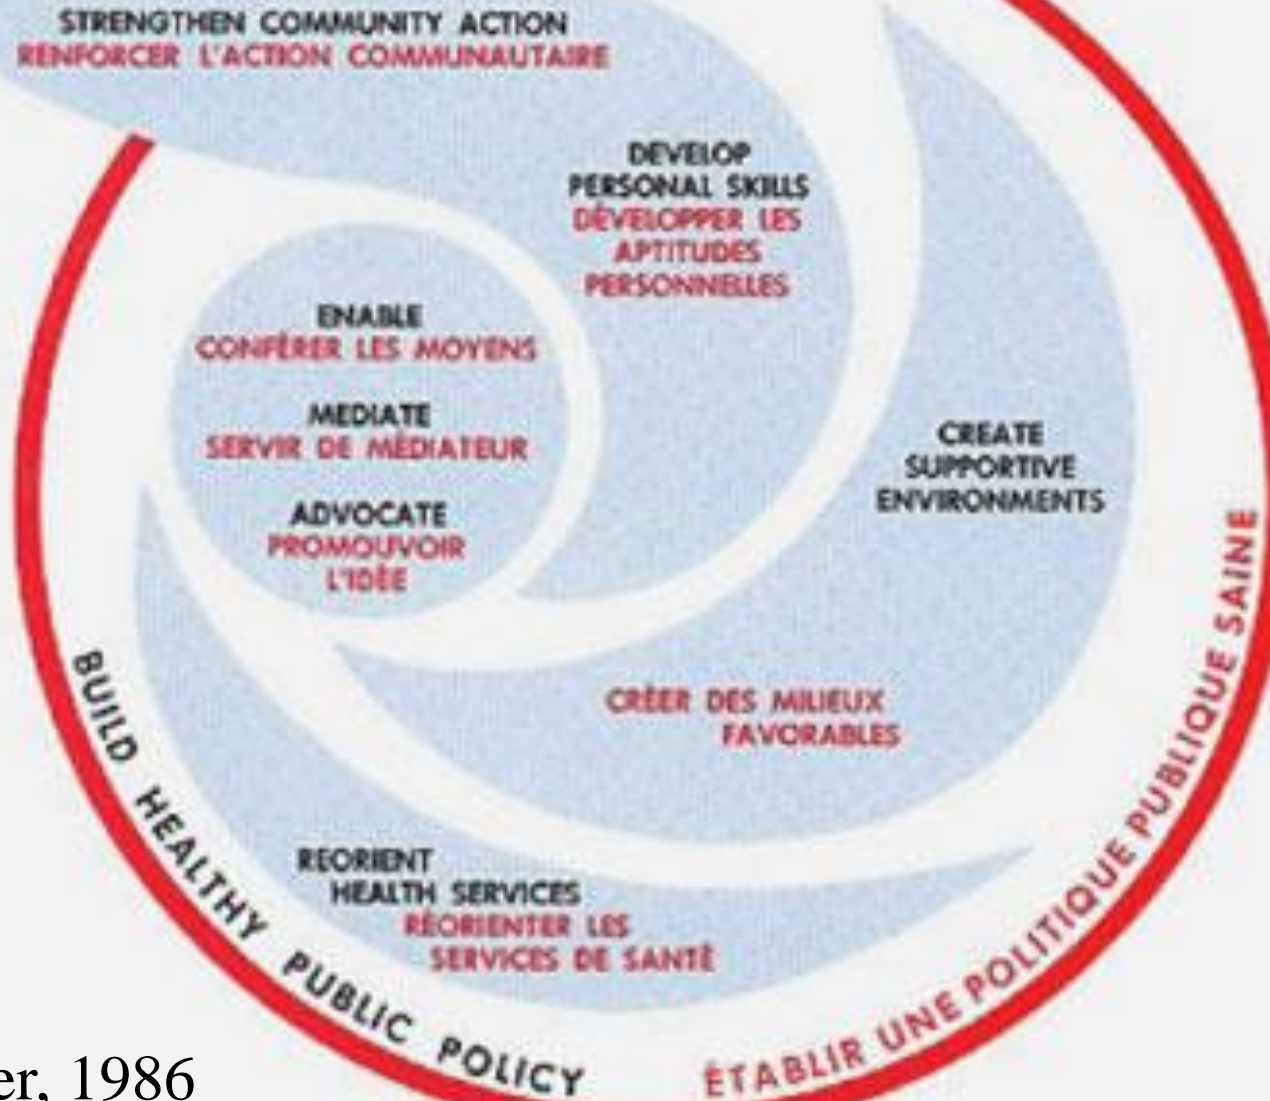 STRENGTHEN COMMUNITY ACTION
RENFORCER L'ACTION COMMUNAUTAIRE
DEVELOP
PERSONAL SKILLS
DÉVELOPPER LES
APTITUDES
PERSONNELLES
ENABLE
CONFÉRER LES MOYENS
MEDIATE
SERVIR DE MÉDIATEUR
ADVOCATE
PROMOUVOIR
L'IDÉE
CREATE
SUPPORTIVE
ENVIRONMENTS
CRÉER DES MILIEUX
FAVORABLES
REORIENT
HEALTH SERVICES
RÉORIENTER LES
SERVICES DE SANTÉ
BUILD HEALTHY PUBLIC POLICY
ÉTABLIR UNE POLITIQUE PUBLIQUE SAINE
er, 1986